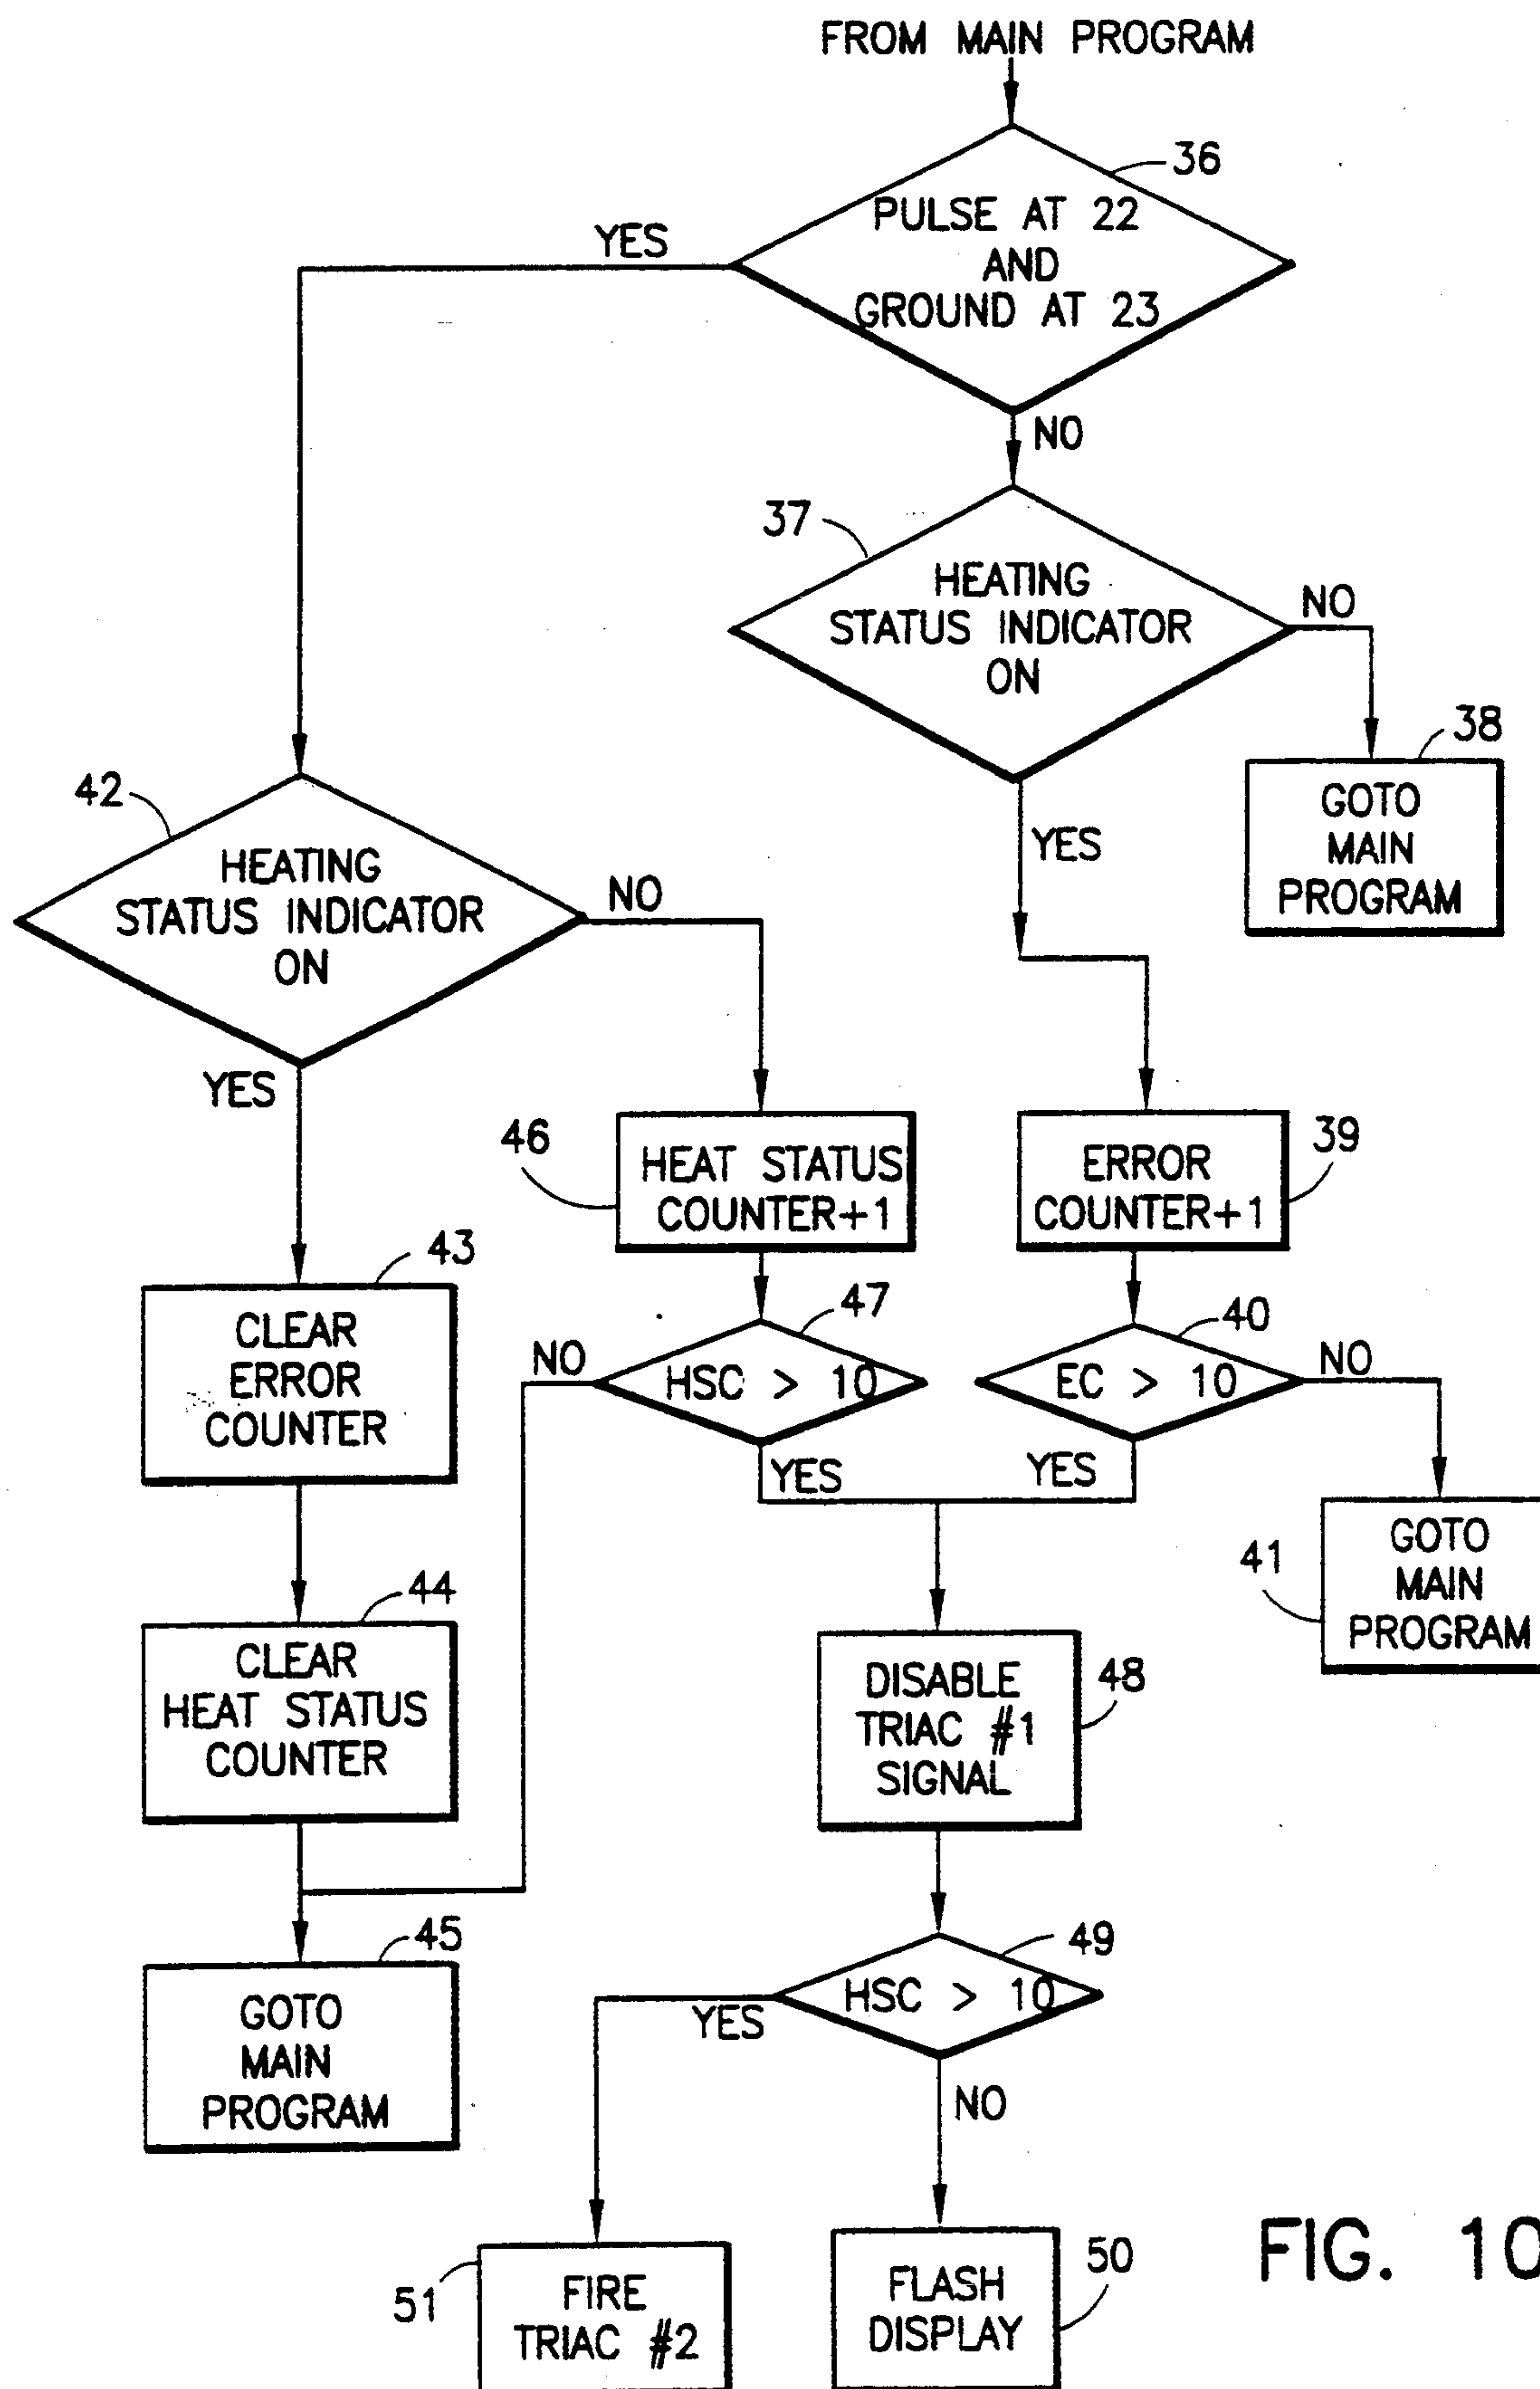 FROM MAIN PROGRAM
36
PULSE AT 22
AND
GROUND AT 23
YES
NO
37
HEATING
STATUS INDICATOR
ON
NO
38
GOTO
MAIN
PROGRAM
YES
42
HEATING
STATUS INDICATOR
ON
NO
YES
46
HEAT STATUS
COUNTER+1
39
ERROR
COUNTER+1
43
CLEAR
ERROR
COUNTER
47
HSC > 10
NO
YES
40
EC > 10
NO
YES
41
GOTO
MAIN
PROGRAM
44
CLEAR
HEAT STATUS
COUNTER
48
DISABLE
TRIAC #1
SIGNAL
45
GOTO
MAIN
PROGRAM
49
HSC > 10
YES
NO
51
FIRE
TRIAC #2
50
FLASH
DISPLAY
FIG. 10